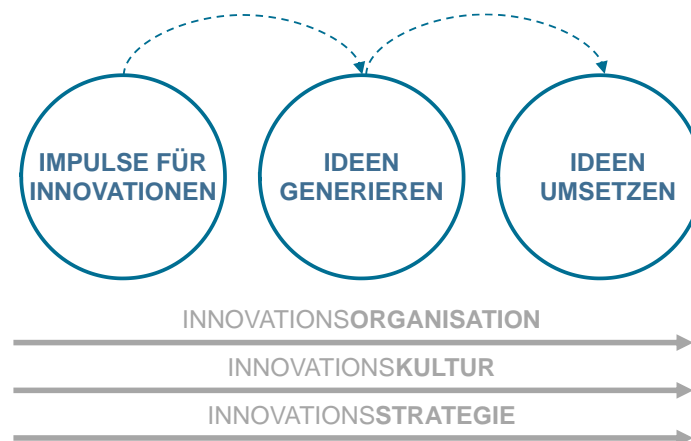 IMPULSE FÜR
INNOVATIONEN
IDEEN
GENERIEREN
IDEEN
UMSETZEN
INNOVATIONSORGANISATION
INNOVATIONSKULTUR
INNOVATIONSSTRATEGIE